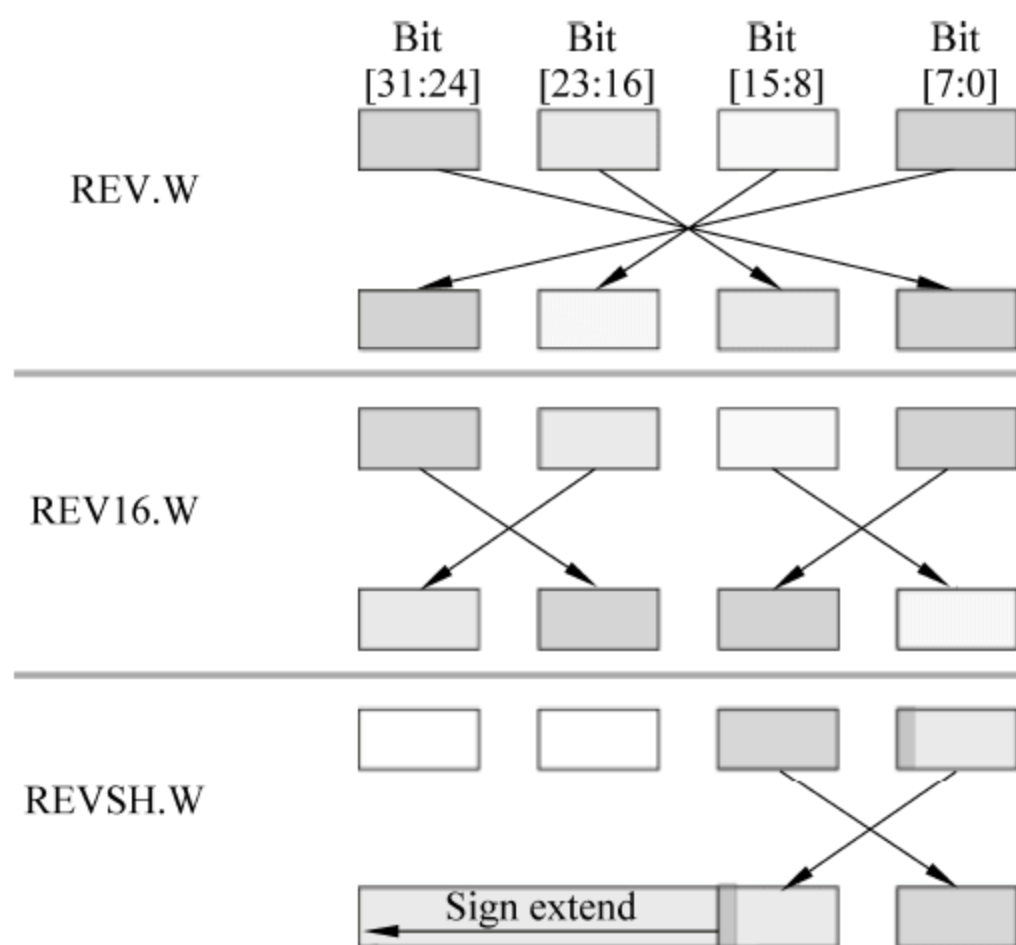 Bit Bit Bit Bit
[31:24] [23:16] [15:8] [7:0]
REV.W
REV16.W
REVSH.W
Sign extend